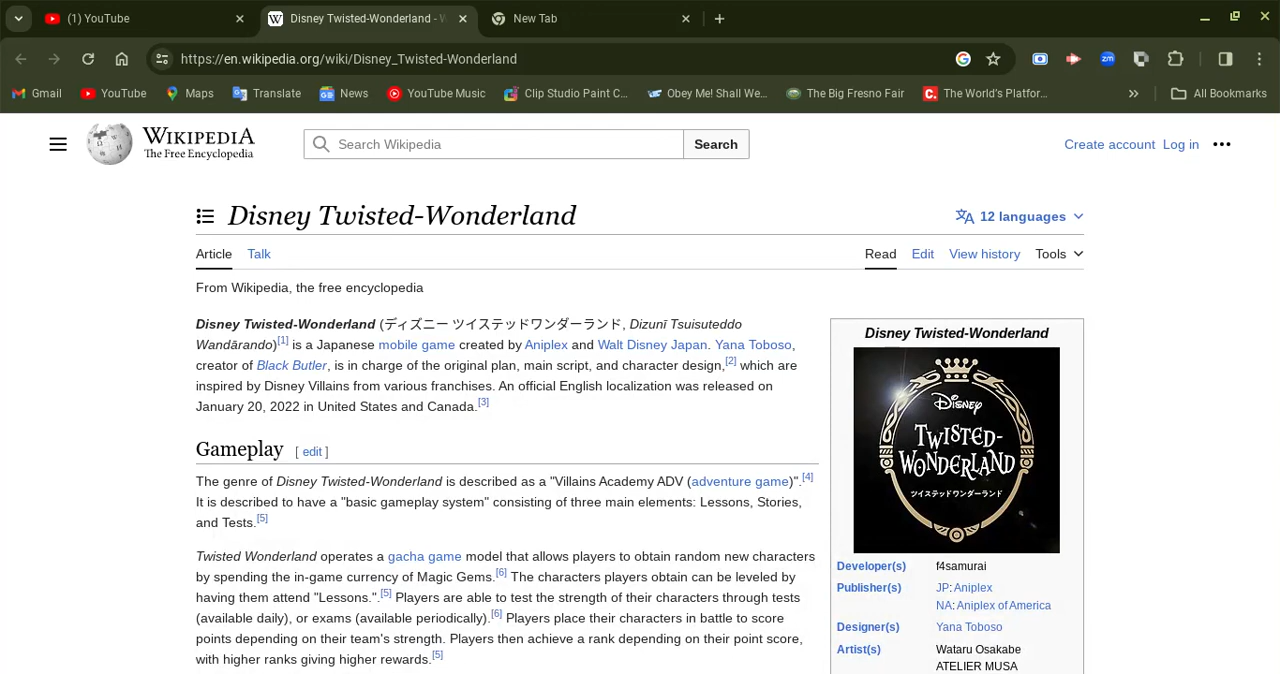 (1) YouTube
Disney Twisted-Wonderland - W
New Tab
https://en.wikipedia.org/wiki/Disney_Twisted-Wonderland
Gmail
YouTube
Maps
Translate
News
YouTube Music
Clip Studio Paint C...
Obey Me! Shall We...
The Big Fresno Fair
The World's Platfor...
All Bookmarks
WIKIPEDIA
The Free Encyclopedia
Search Wikipedia
Search
Create account Log in
Disney Twisted-Wonderland
12 languages
Article Talk
Read Edit View history Tools
From Wikipedia, the free encyclopedia
Disney Twisted-Wonderland (ディズニー ツイステッドワンダーランド, Dizunī Tsuisuteddo
Wandārando)[1] is a Japanese mobile game created by Aniplex and Walt Disney Japan. Yana Toboso,
creator of Black Butler, is in charge of the original plan, main script, and character design,[2] which are
inspired by Disney Villains from various franchises. An official English localization was released on
January 20, 2022 in United States and Canada.[3]
Gameplay [ edit ]
The genre of Disney Twisted-Wonderland is described as a "Villains Academy ADV (adventure game)".[4]
It is described to have a "basic gameplay system" consisting of three main elements: Lessons, Stories,
and Tests.[5]
Twisted Wonderland operates a gacha game model that allows players to obtain random new characters
by spending the in-game currency of Magic Gems.[6] The characters players obtain can be leveled by
having them attend "Lessons.".[5] Players are able to test the strength of their characters through tests
(available daily), or exams (available periodically).[6] Players place their characters in battle to score
points depending on their team's strength. Players then achieve a rank depending on their point score,
with higher ranks giving higher rewards.[5]
Disney Twisted-Wonderland
Disney
TWISTED-
WONDERLAND
ツイステッドワンダーランド
Developer(s) f4samurai
Publisher(s) JP: Aniplex
NA: Aniplex of America
Designer(s) Yana Toboso
Artist(s) Wataru Osakabe
ATELIER MUSA